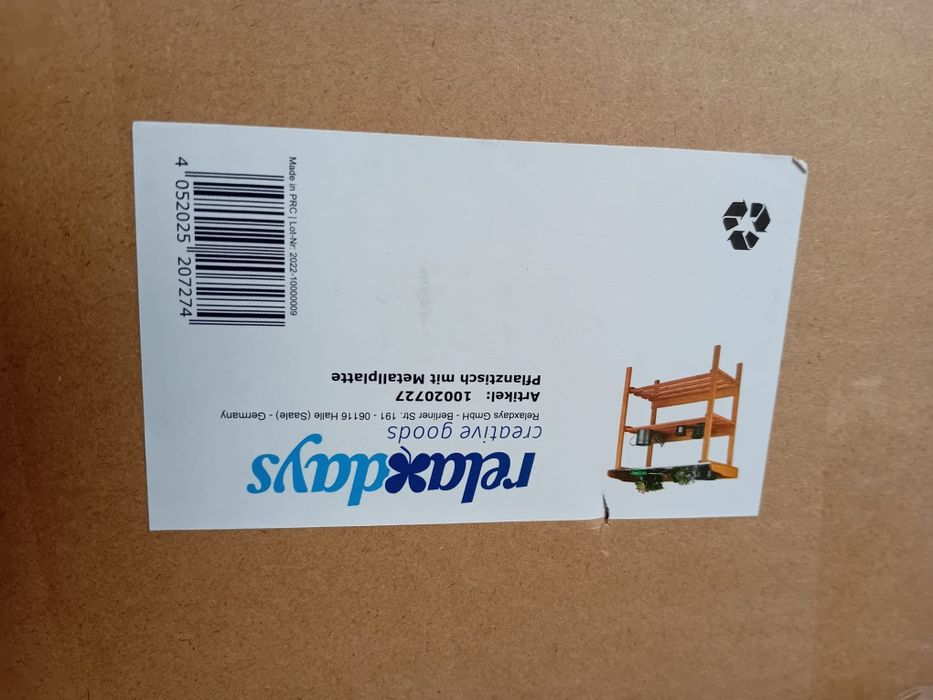 relaxdays
creative goods
Relaxdays GmbH - Berliner Str. 191 - 06116 Halle (Saale) - Germany
Artikel: 10020727
Pflanztisch mit Metallplatte
Made in PRC | Lot-Nr. 2022-10000009
4 052025 207274